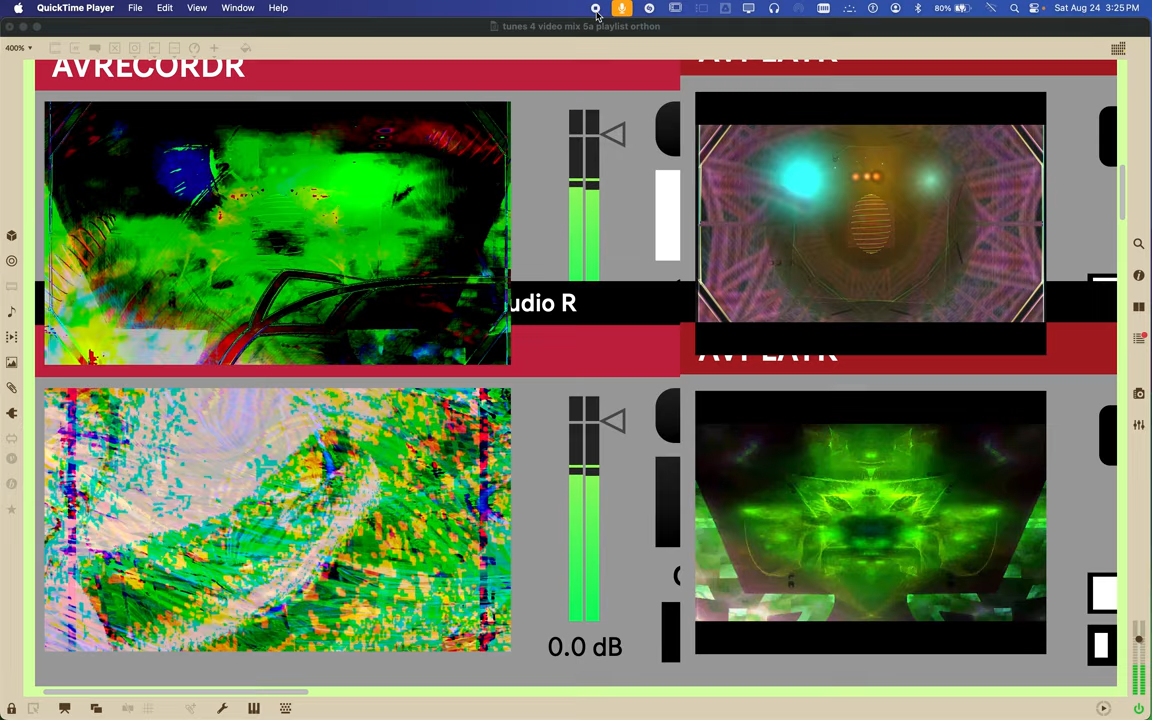 QuickTime Player File Edit View Window Help 80% Sat Aug 24 3:25 PM
tunes 4 video mix 5a playlist orthon
400%
AVRECORDR
udio R
0.0 dB